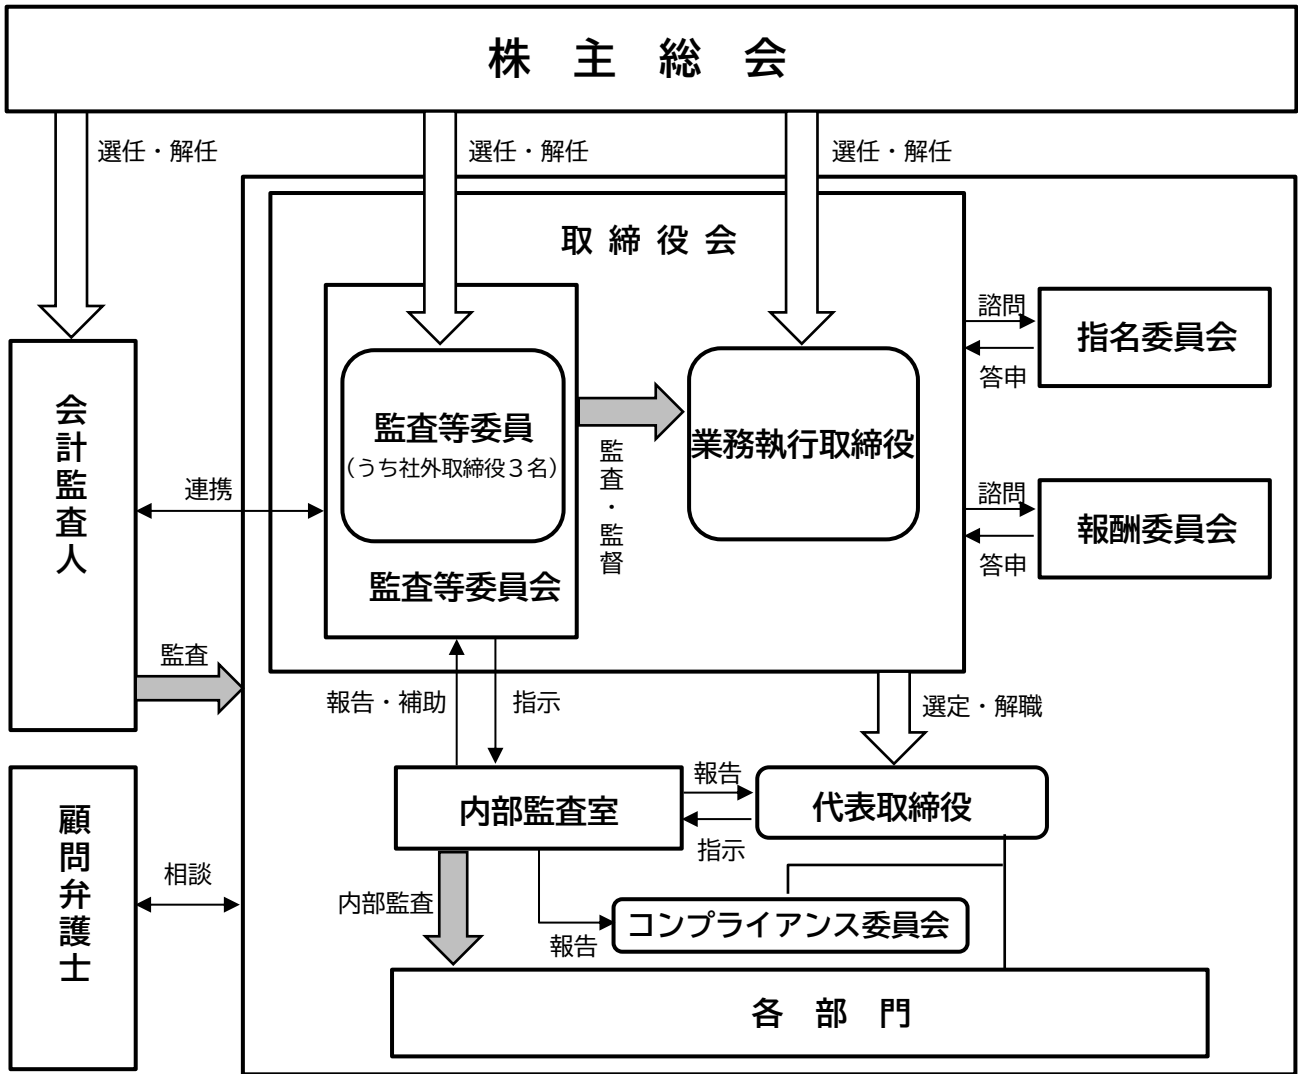 株主総会
選任・解任
選任・解任
選任・解任
取締役会
諮問
指名委員会
答申
会計監査人
監査等委員
（うち社外取締役３名）
監査・監督
業務執行取締役
連携
諮問
報酬委員会
答申
監査等委員会
監査
報告・補助
指示
選定・解職
内部監査室
報告
代表取締役
指示
顧問弁護士
相談
内部監査
報告
コンプライアンス委員会
各部門